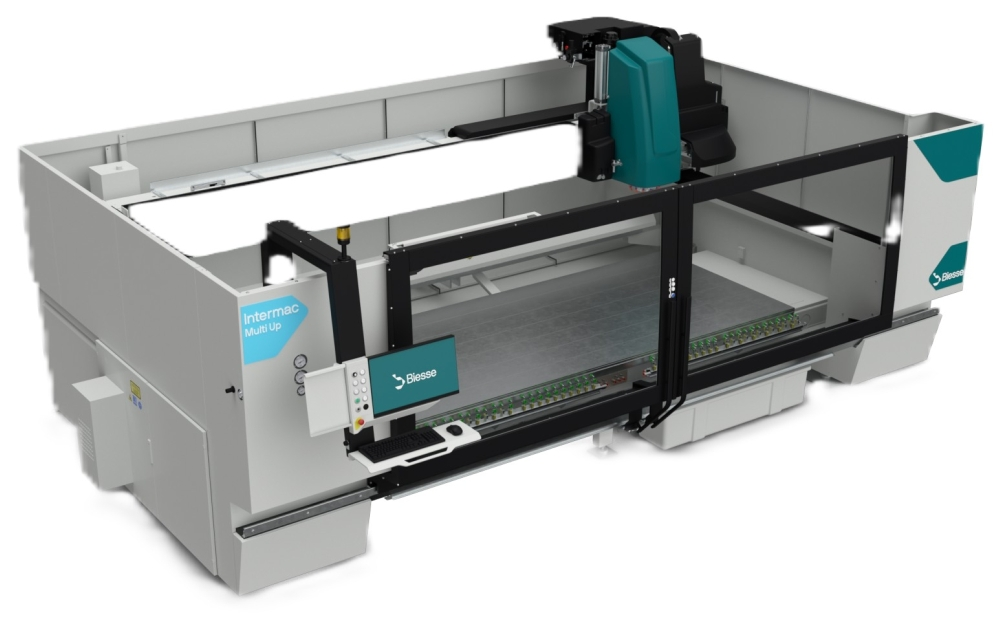 Intermac
Multi Up
Biesse
Biesse